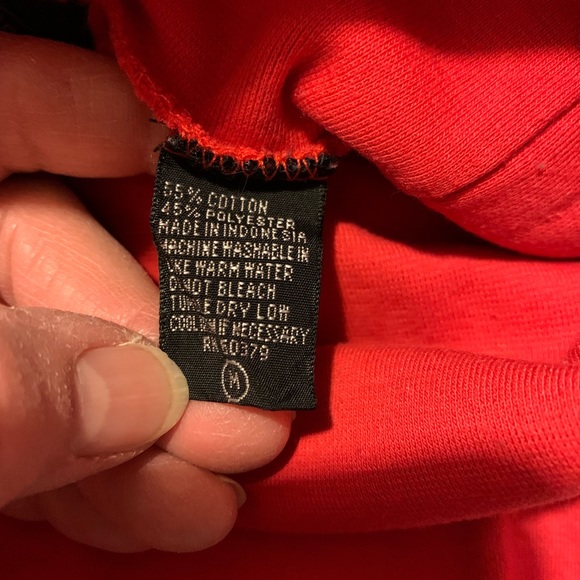 55% COTTON
45% POLYESTER
MADE IN INDONESIA
MACHINE WASHABLE IN
LIKE WARM WATER
DO NOT BLEACH
TUMBLE DRY LOW
COOL IRON IF NECESSARY
RN60379
M